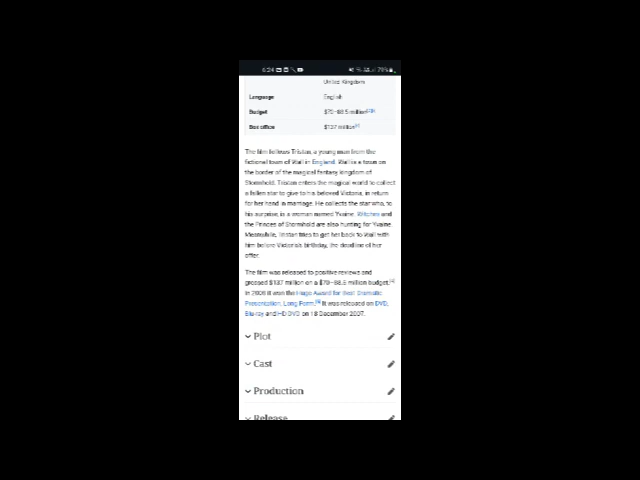 6:24
79%
United Kingdom
Language English
Budget $70–88.5 million
Box office $137 million
The film follows Tristan, a young man from the
fictional town of Wall in England. Wall is a town on
the border of the magical fantasy kingdom of
Stormhold. Tristan enters the magical world to collect
a fallen star to give to his beloved Victoria, in return
for her hand in marriage. He collects the star who, to
his surprise, is a woman named Yvaine. Witches and
the Princes of Stormhold are also hunting for Yvaine.
Meanwhile, Tristan tries to get her back to Wall with
him before Victoria's birthday, the deadline of her
offer.
The film was released to positive reviews and
grossed $137 million on a $70–88.5 million budget.
In 2008 it won the Hugo Award for Best Dramatic
Presentation, Long Form. It was released on DVD,
Blu-ray and HD DVD on 18 December 2007.
Plot
Cast
Production
Release